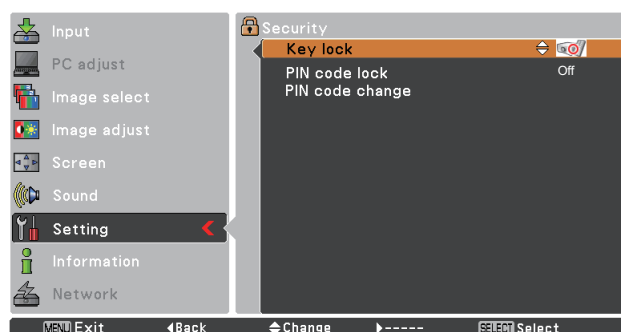 Input
PC adjust
Image select
Image adjust
Screen
Sound
Setting
Information
Network
Security
Key lock
PIN code lock Off
PIN code change
MENU Exit ◀Back ◆Change ▶----- SELECT Select